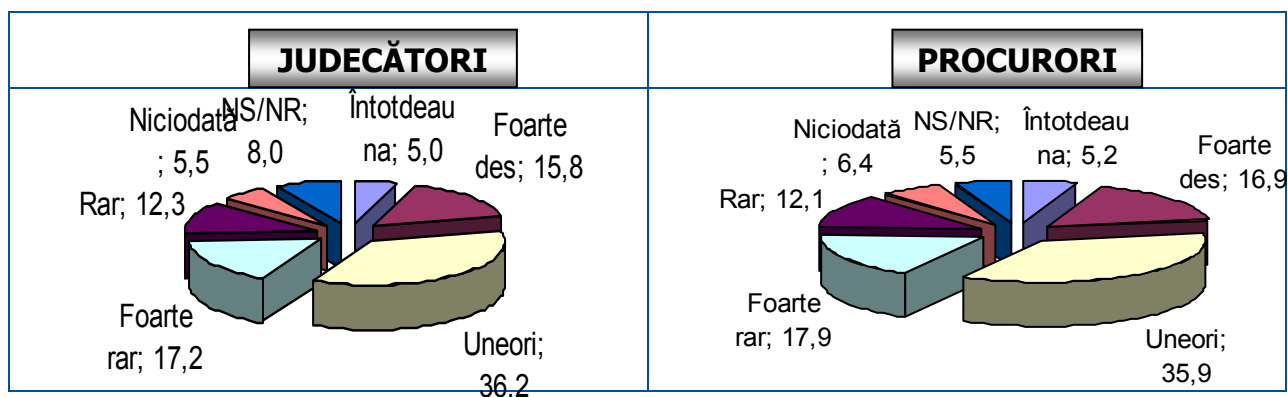 JUDECĂTORI
Niciodată
; 5,5
NS/NR;
8,0
Întotdeau
na; 5,0
Foarte
des; 15,8
Rar; 12,3
Foarte
rar; 17,2
Uneori;
36,2
PROCURORI
Niciodată
; 6,4
NS/NR;
5,5
Întotdeau
na; 5,2
Foarte
des; 16,9
Rar; 12,1
Foarte
rar; 17,9
Uneori;
35,9